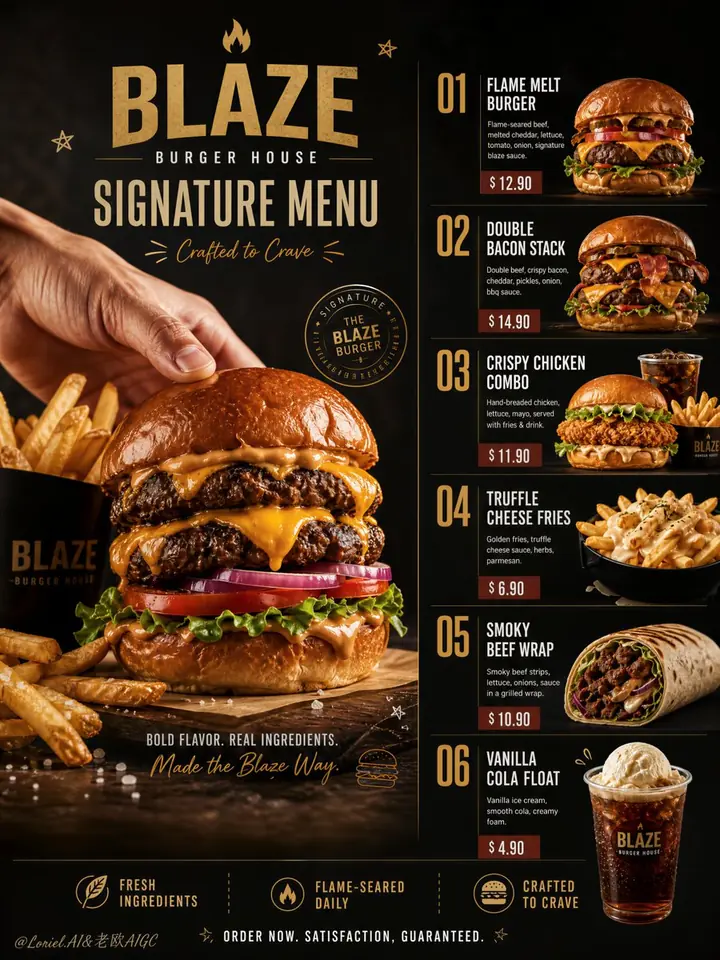 BLAZE
BURGER HOUSE
SIGNATURE MENU
Crafted to Crave
SIGNATURE
THE
BLAZE
BURGER
BLAZE
BURGER HOUSE
BOLD FLAVOR. REAL INGREDIENTS.
Made the Blaze Way.
01
FLAME MELT
BURGER
Flame-seared beef,
melted cheddar, lettuce,
tomato, onion, signature
blaze sauce.
$ 12.90
02
DOUBLE
BACON STACK
Double beef, crispy bacon,
cheddar, pickles, onion,
bbq sauce.
$ 14.90
03
CRISPY CHICKEN
COMBO
Hand-breaded chicken,
lettuce, mayo, served
with fries & drink.
$ 11.90
BLAZE
04
TRUFFLE
CHEESE FRIES
Golden fries, truffle
cheese sauce, herbs,
parmesan.
$ 6.90
05
SMOKY
BEEF WRAP
Smoky beef strips,
lettuce, onions, sauce
in a grilled wrap.
$ 10.90
06
VANILLA
COLA FLOAT
Vanilla ice cream,
smooth cola, creamy
foam.
$ 4.90
BLAZE
BURGER HOUSE
FRESH
INGREDIENTS
FLAME-SEARED
DAILY
CRAFTED
TO CRAVE
ORDER NOW. SATISFACTION, GUARANTEED.
@Loriel.AI&老欧AIGC